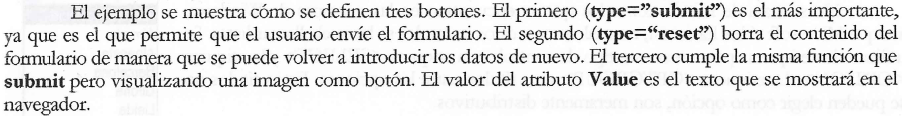 El ejemplo se muestra cómo se definen tres botones. El primero (type=”submit”) es el más importante,
ya que es el que permite que el usuario envíe el formulario. El segundo (type=“reset”) borra el contenido del
formulario de manera que se puede volver a introducir los datos de nuevo. El tercero cumple la misma función que
submit pero visualizando una imagen como botón. El valor del atributo Value es el texto que se mostrará en el
navegador.